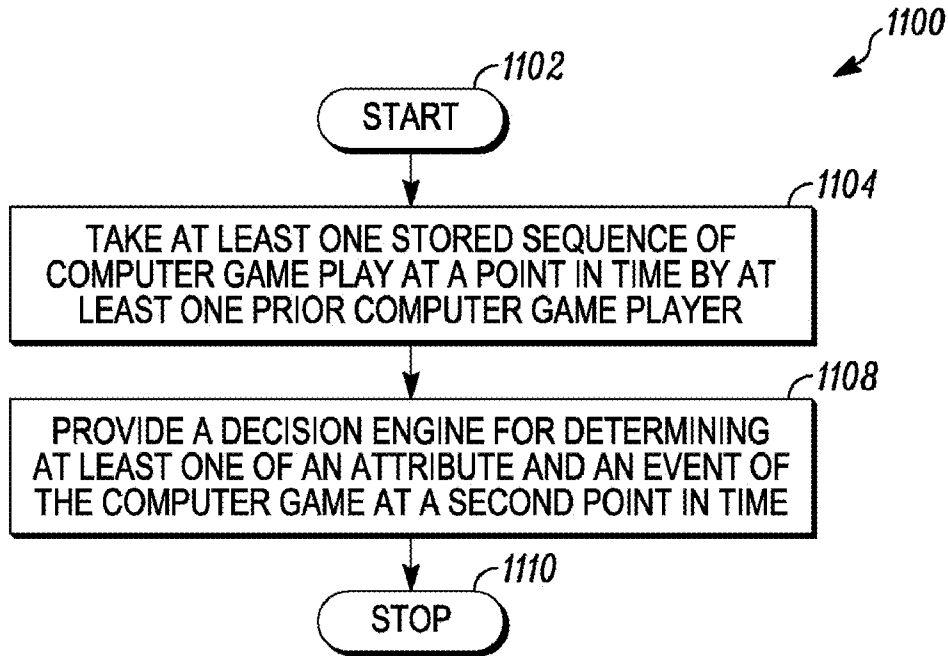 1100
1102
START
1104
TAKE AT LEAST ONE STORED SEQUENCE OF
COMPUTER GAME PLAY AT A POINT IN TIME BY AT
LEAST ONE PRIOR COMPUTER GAME PLAYER
1108
PROVIDE A DECISION ENGINE FOR DETERMINING
AT LEAST ONE OF AN ATTRIBUTE AND AN EVENT OF
THE COMPUTER GAME AT A SECOND POINT IN TIME
1110
STOP